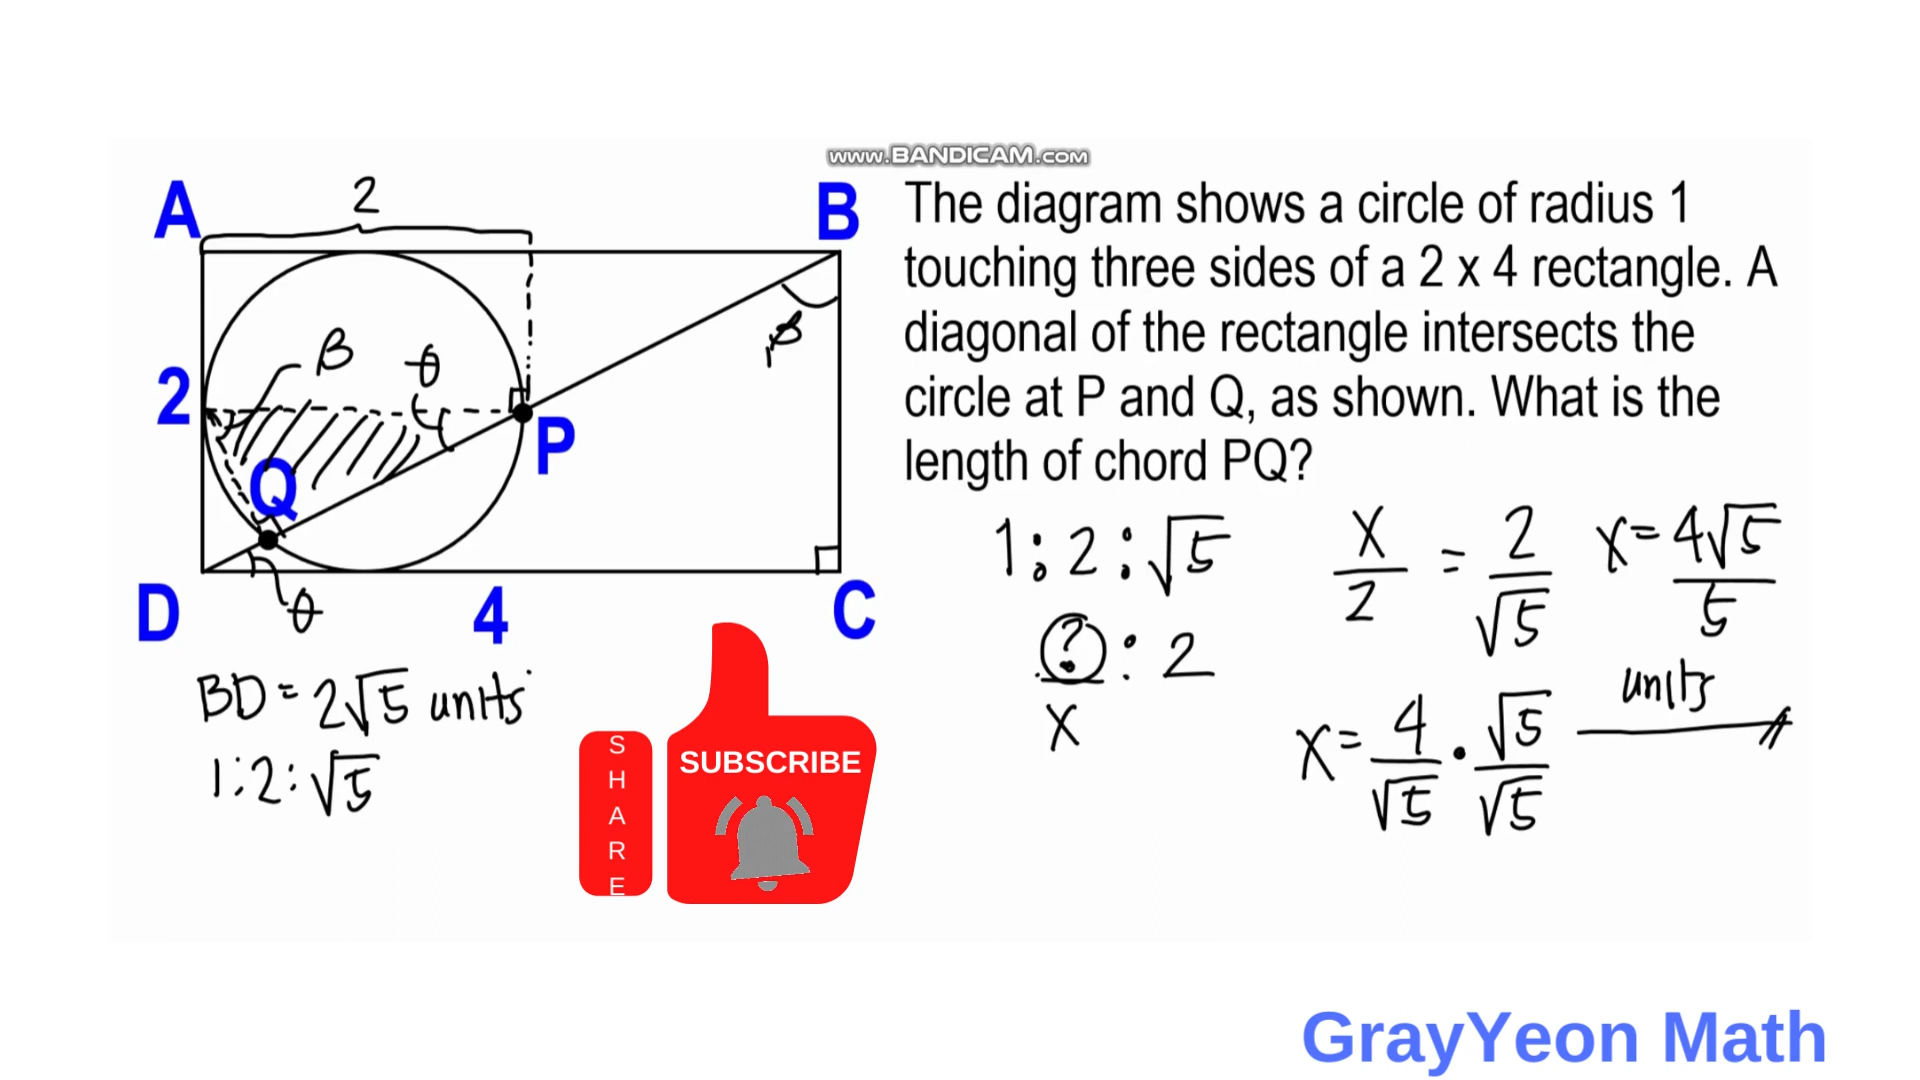 www.BANDICAM.com
A
2
B
The diagram shows a circle of radius 1
touching three sides of a 2 x 4 rectangle. A
diagonal of the rectangle intersects the
circle at P and Q, as shown. What is the
length of chord PQ?
β
θ
β
2
P
Q
D
θ
4
C
BD = 2√5 units
1:2:√5
1:2:√5
?:2
x
x/2 = 2/√5
x = 4/√5 · √5/√5
x = 4√5/5
units
SHARE
SUBSCRIBE
GrayYeon Math